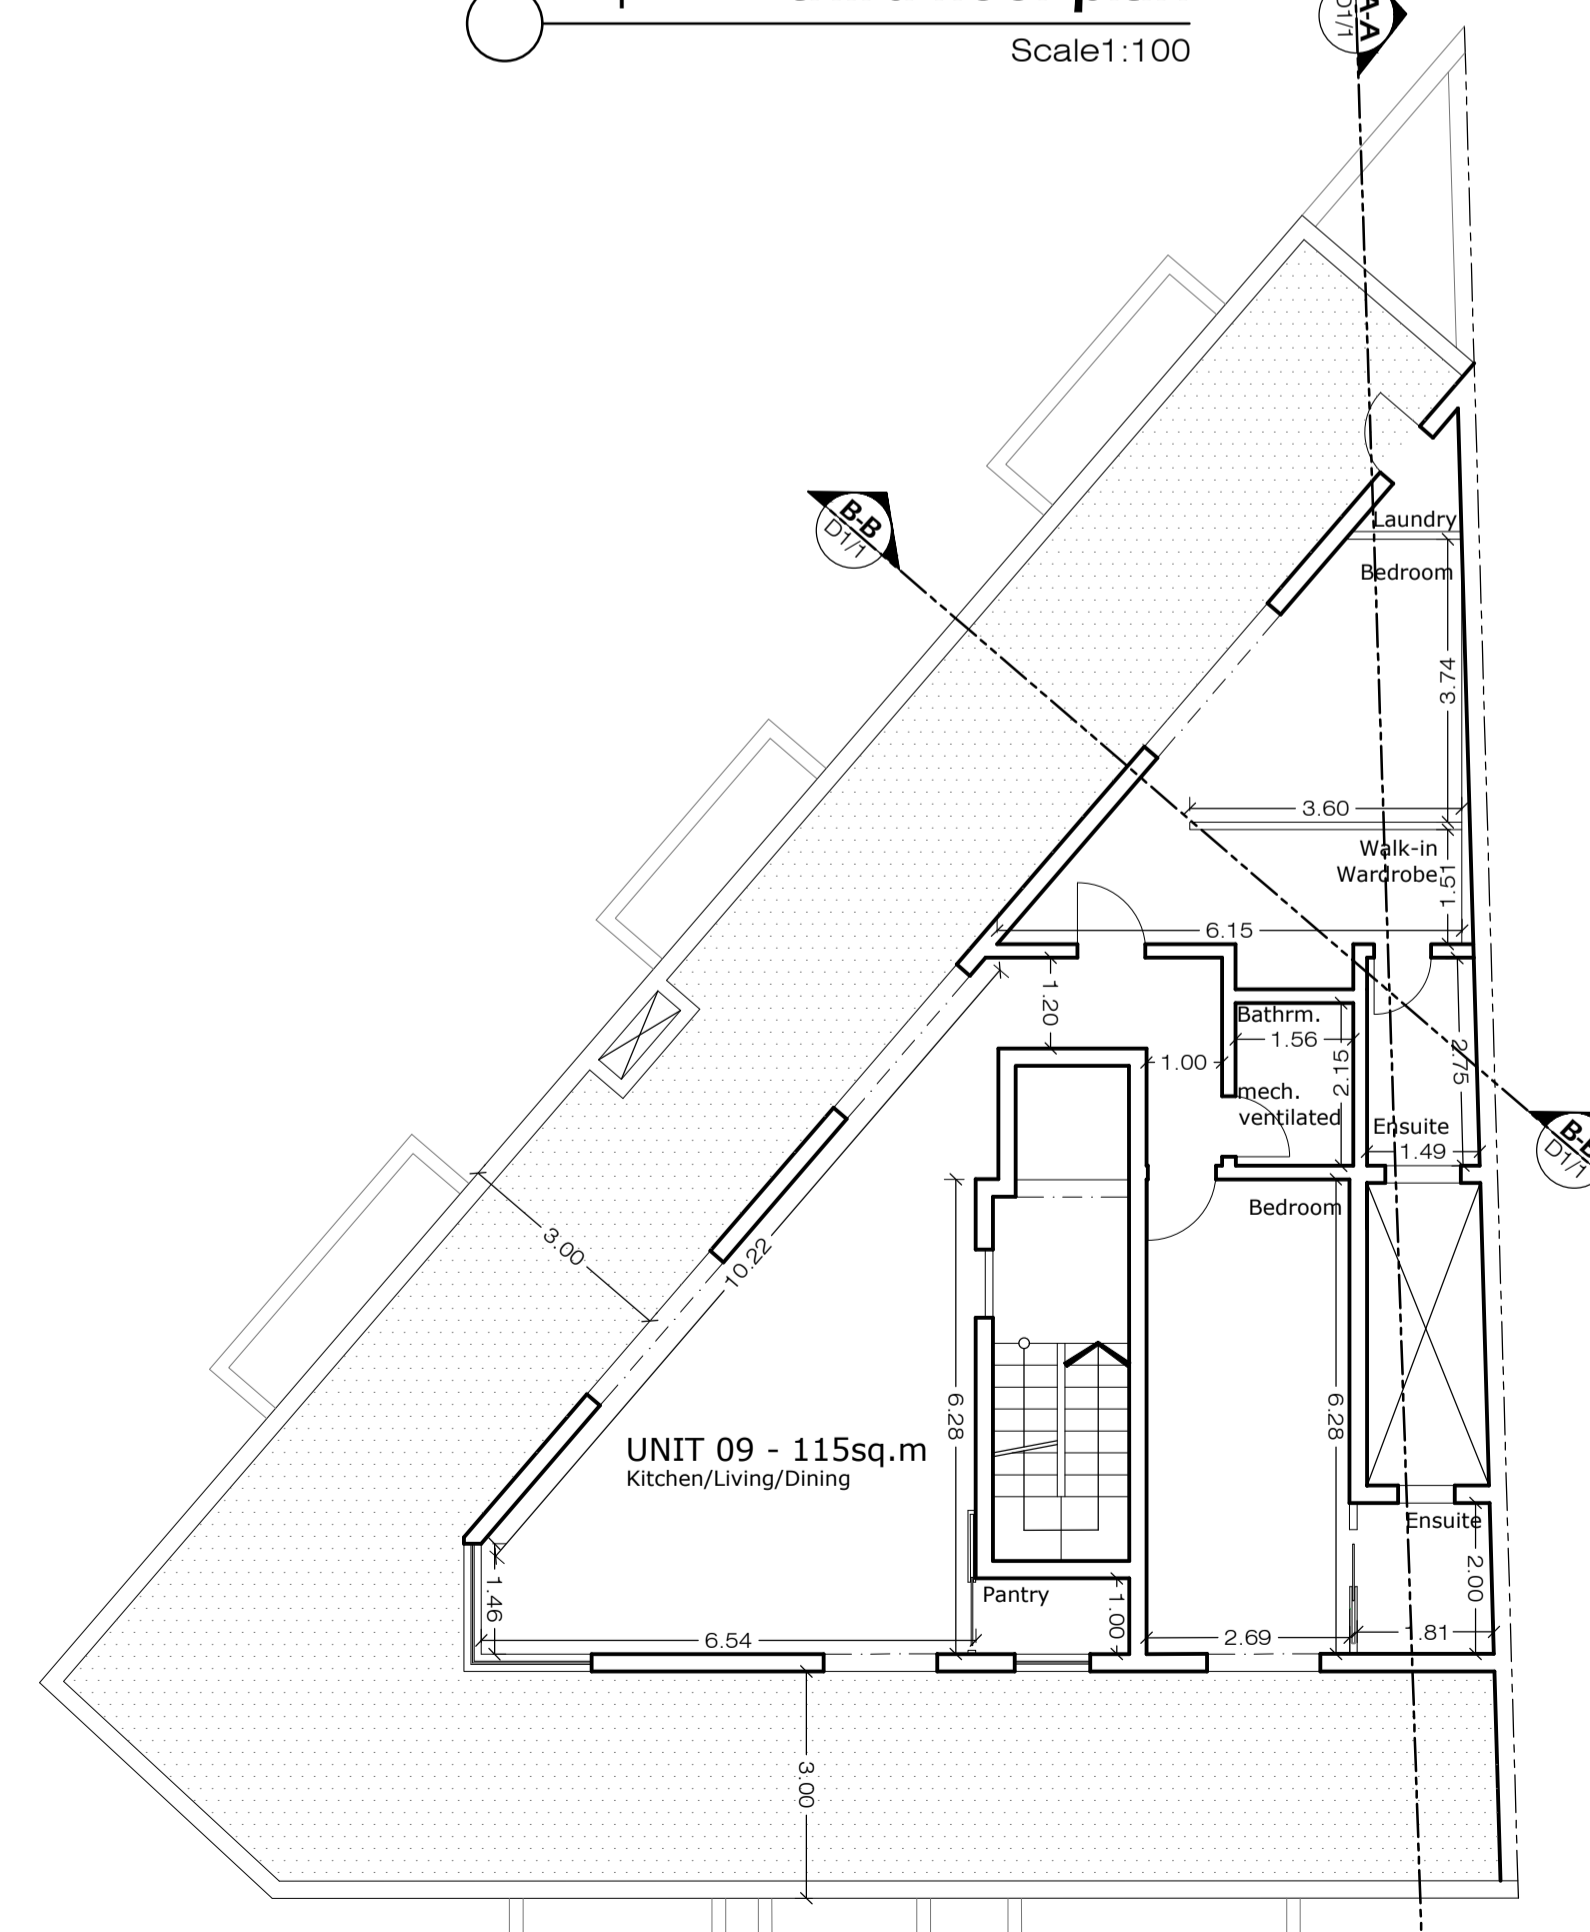 Scale1:100
A-A
D1/1
B-B
D1/1
Laundry
Bedroom
3.74
3.60
Walk-in
Wardrobe
1.51
6.15
1.20
Bathrm.
1.56
1.00
2.15
2.75
mech.
ventilated
Ensuite
1.49
B-B
D1/1
Bedroom
3.00
10.22
6.28
6.28
UNIT 09 - 115sq.m
Kitchen/Living/Dining
Ensuite
1.46
Pantry
1.00
2.00
6.54
2.69
1.81
3.00